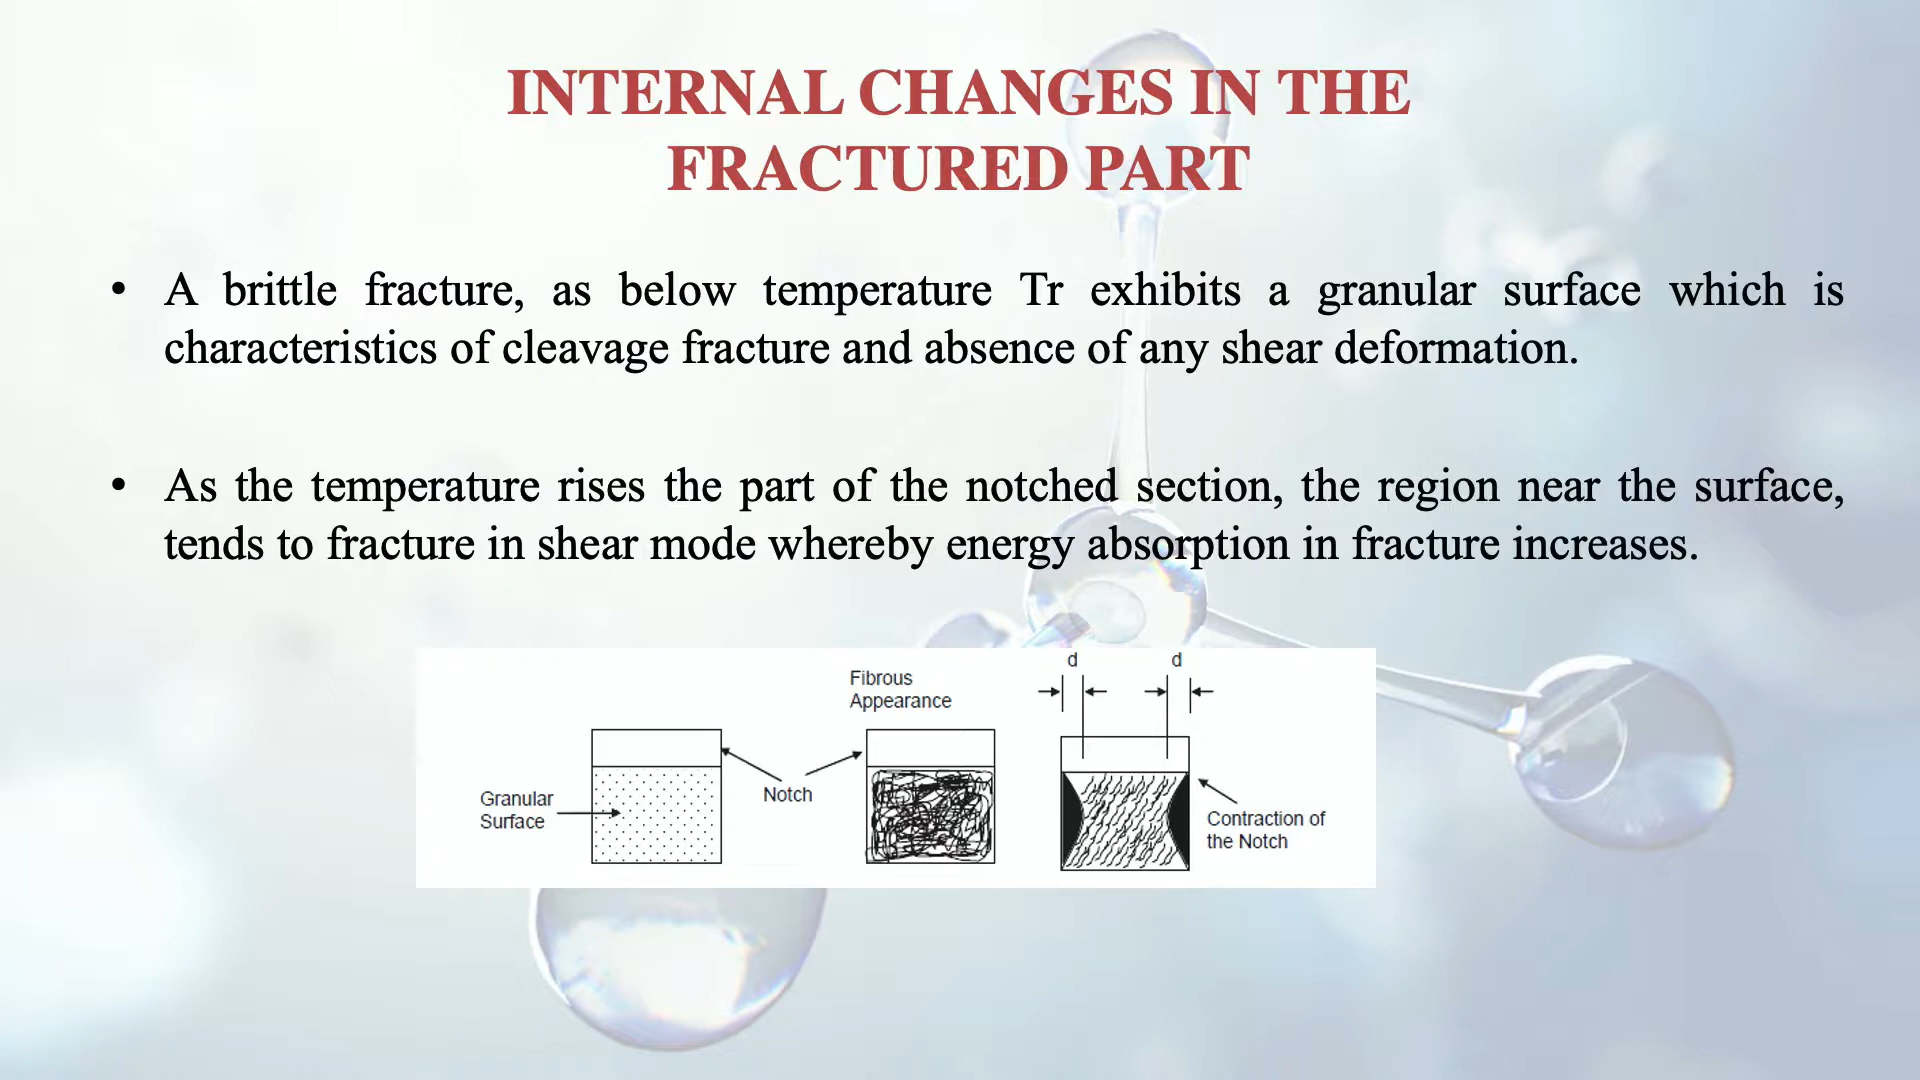 INTERNAL CHANGES IN THE
FRACTURED PART
• A brittle fracture, as below temperature Tr exhibits a granular surface which is
characteristics of cleavage fracture and absence of any shear deformation.
• As the temperature rises the part of the notched section, the region near the surface,
tends to fracture in shear mode whereby energy absorption in fracture increases.
d
d
Fibrous
Appearance
Notch
Granular
Surface
Contraction of
the Notch